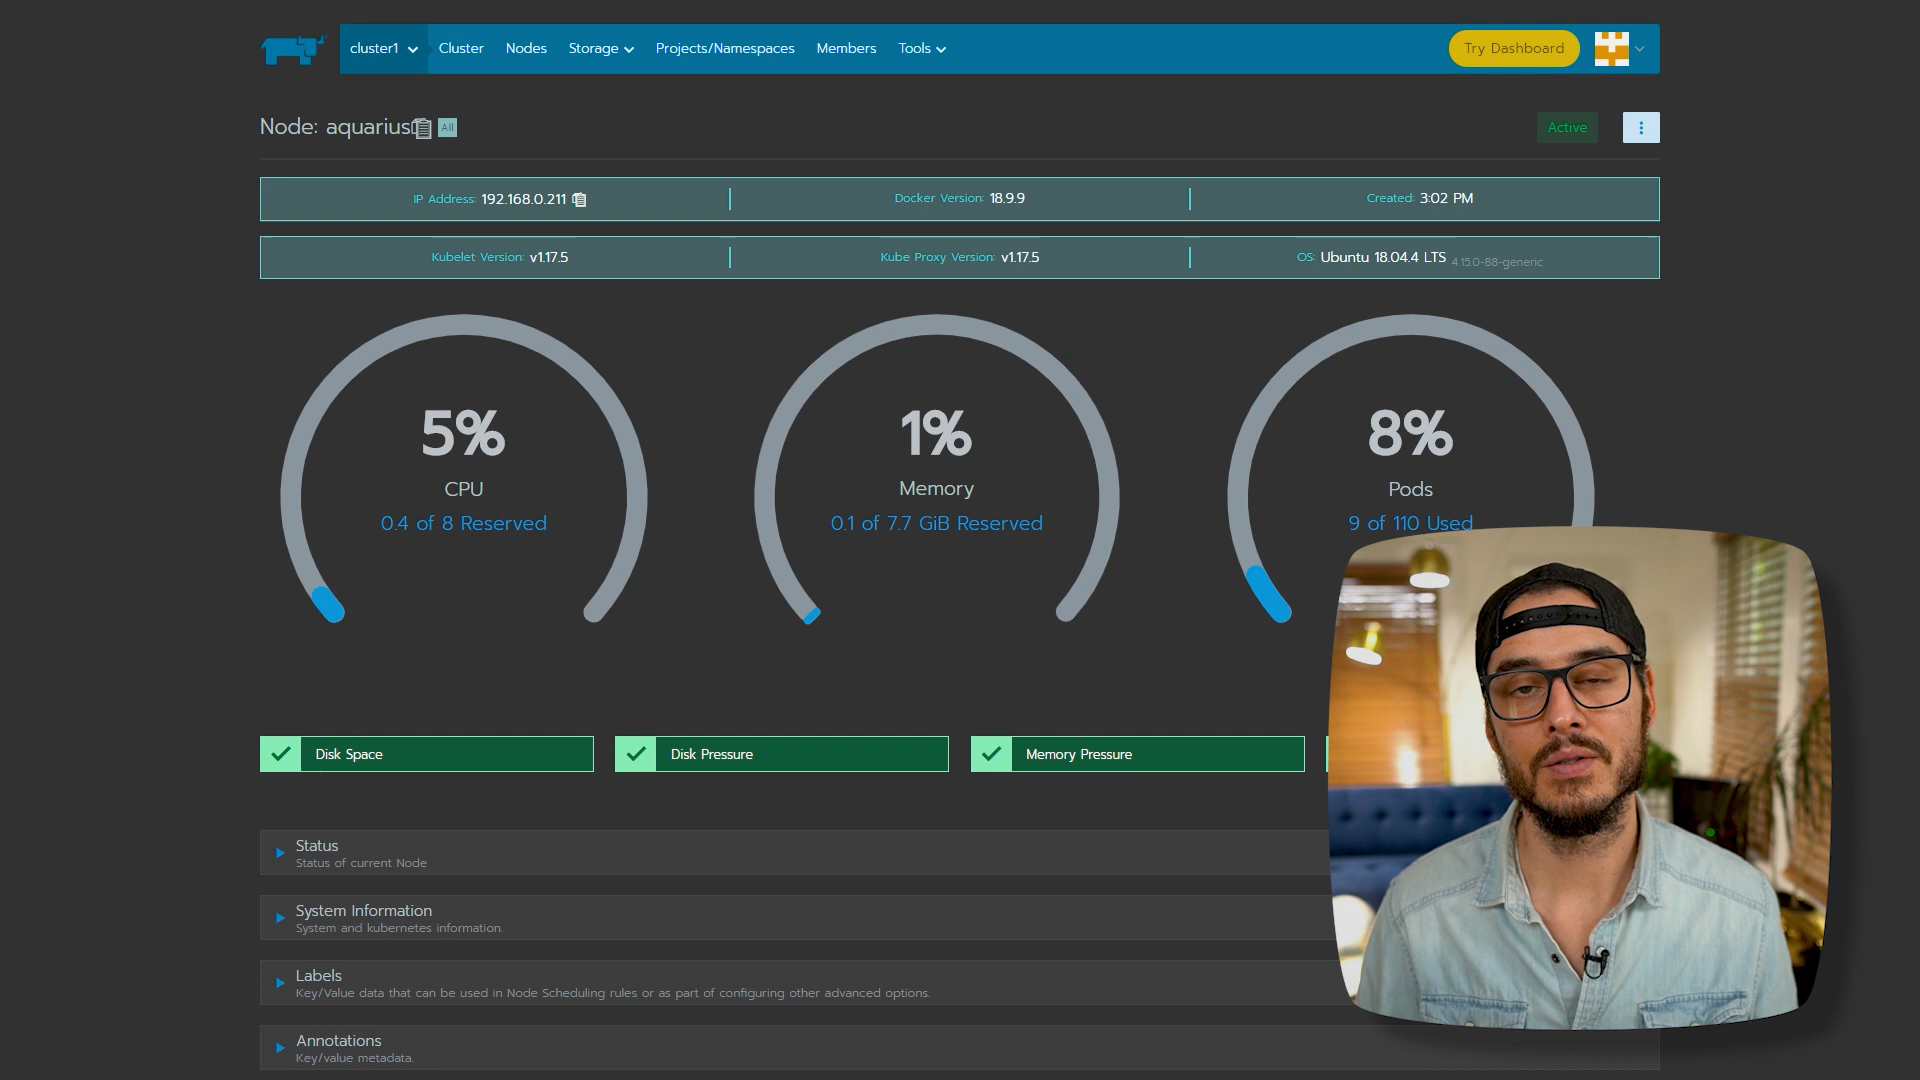 cluster1 Cluster Nodes Storage Projects/Namespaces Members Tools Try Dashboard
Node: aquarius All Active
IP Address: 192.168.0.211 Docker Version: 18.9.9 Created: 3:02 PM
Kubelet Version: v1.17.5 Kube Proxy Version: v1.17.5 OS: Ubuntu 18.04.4 LTS 4.15.0-88-generic
5% 1% 8%
CPU Memory Pods
0.4 of 8 Reserved 0.1 of 7.7 GiB Reserved 9 of 110 Used
Disk Space Disk Pressure Memory Pressure
Status
Status of current Node
System Information
System and kubernetes information.
Labels
Key/Value data that can be used in Node Scheduling rules or as part of configuring other advanced options.
Annotations
Key/value metadata.